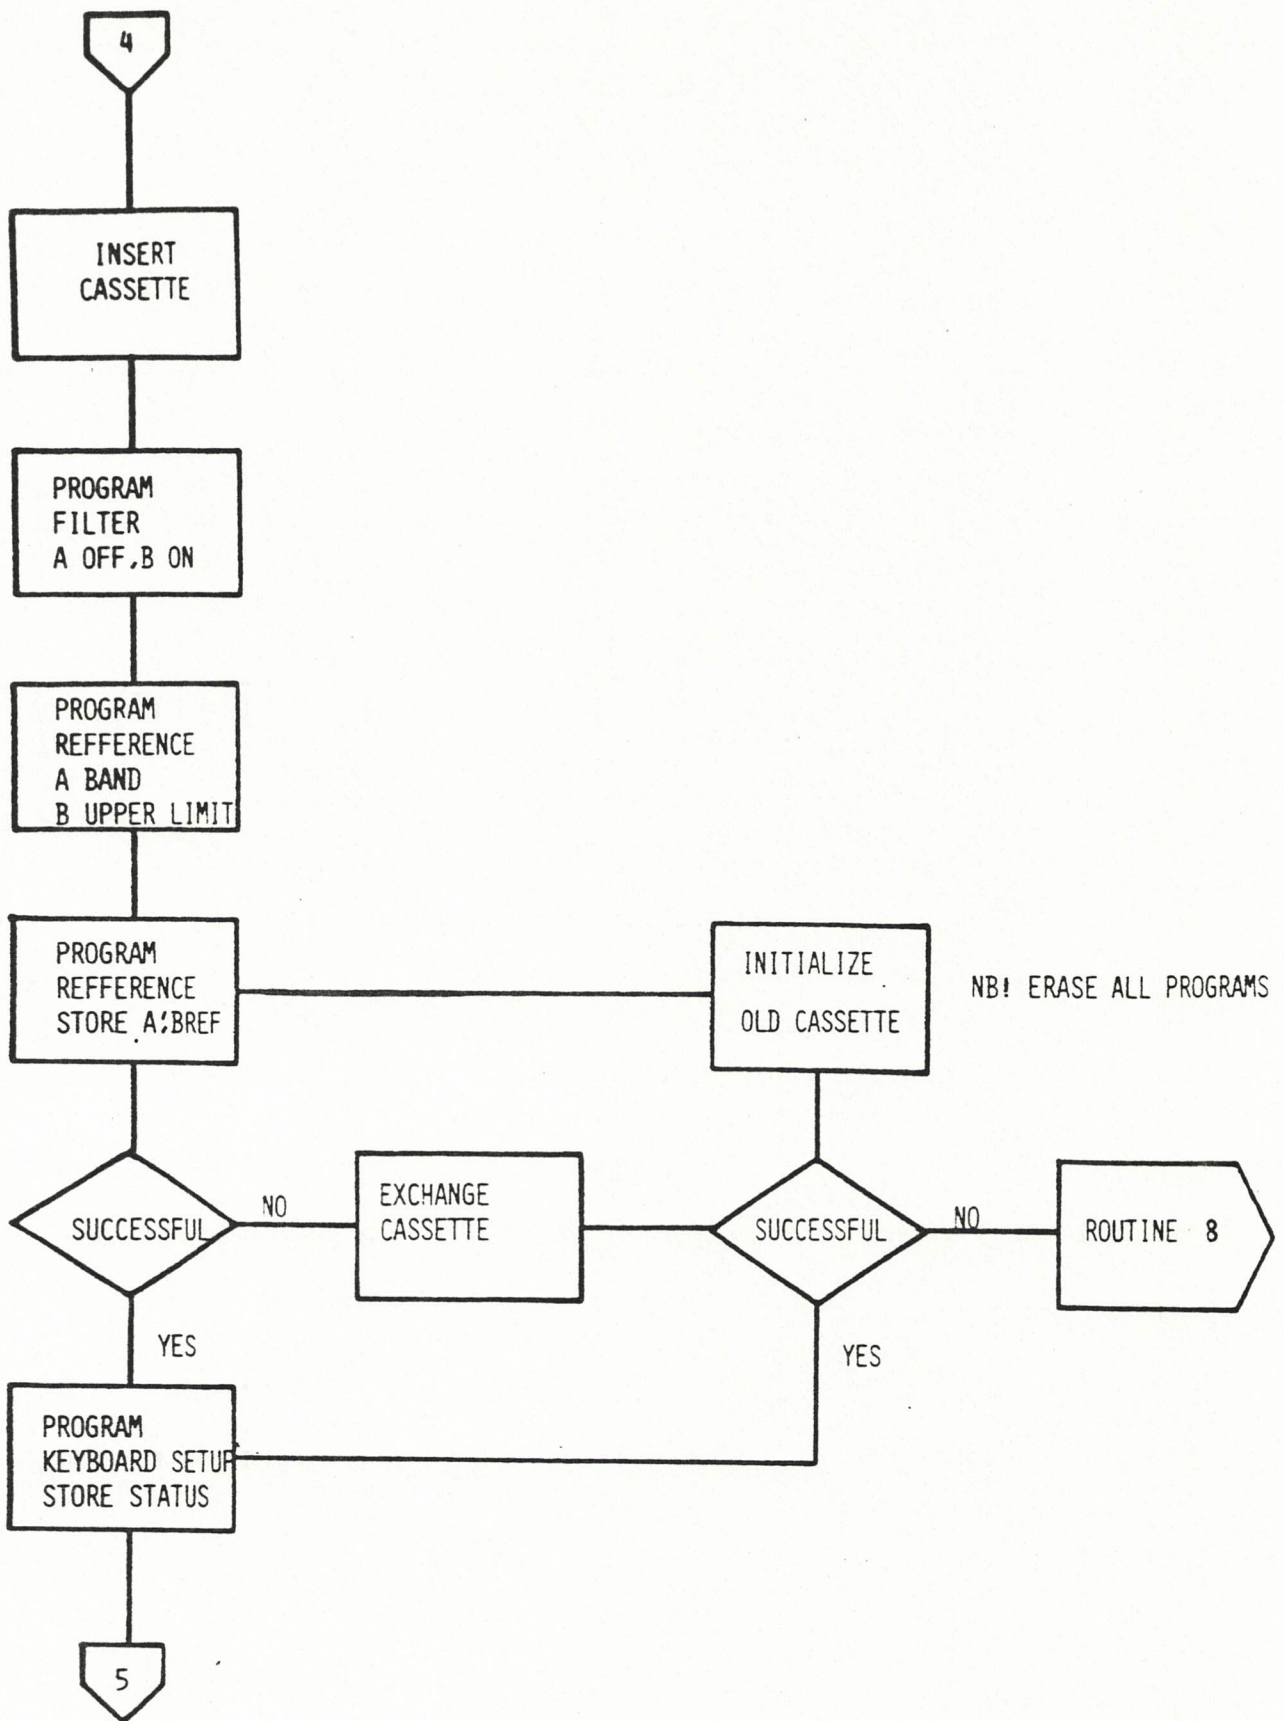 4
INSERT
CASSETTE
PROGRAM
FILTER
A OFF,B ON
PROGRAM
REFFERENCE
A BAND
B UPPER LIMIT
PROGRAM
REFFERENCE
STORE A:BREF
INITIALIZE
OLD CASSETTE
NB! ERASE ALL PROGRAMS
SUCCESSFUL
NO
EXCHANGE
CASSETTE
SUCCESSFUL
NO
ROUTINE 8
YES
YES
PROGRAM
KEYBOARD SETUP
STORE STATUS
5